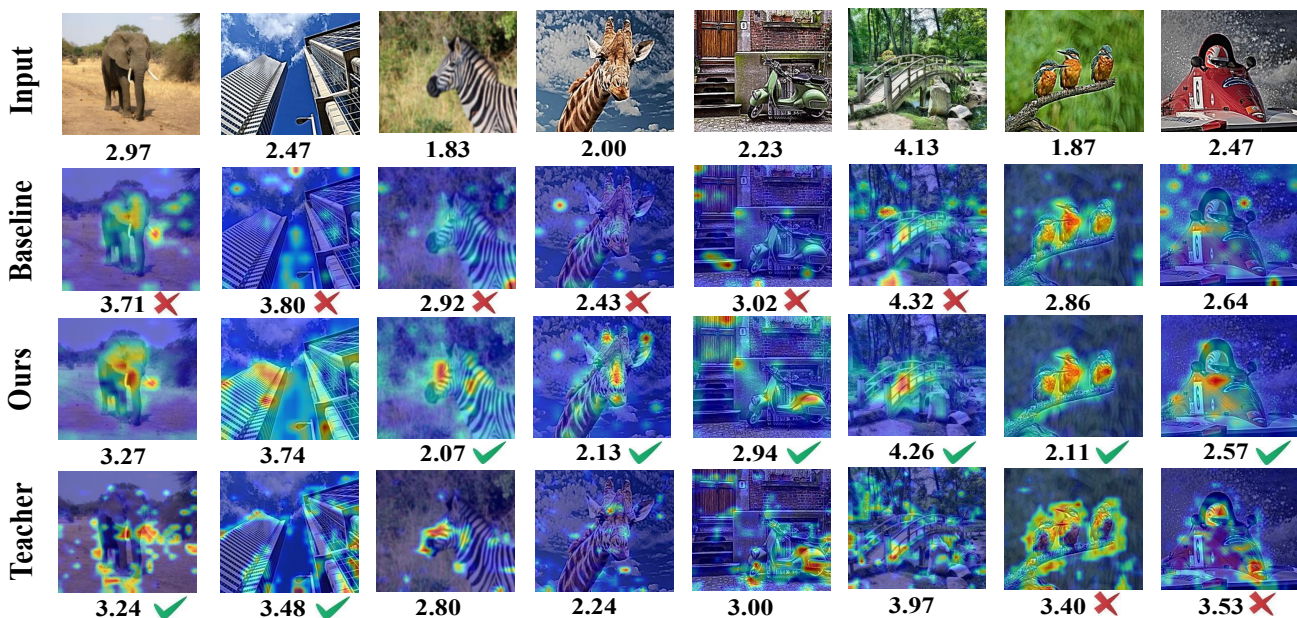 Input
2.97 2.47 1.83 2.00 2.23 4.13 1.87 2.47
Baseline
3.71 ❌ 3.80 ❌ 2.92 ❌ 2.43 ❌ 3.02 ❌ 4.32 ❌ 2.86 2.64
Ours
3.27 3.74 2.07 ✔ 2.13 ✔ 2.94 ✔ 4.26 ✔ 2.11 ✔ 2.57 ✔
Teacher
3.24 ✔ 3.48 ✔ 2.80 2.24 3.00 3.97 3.40 ❌ 3.53 ❌